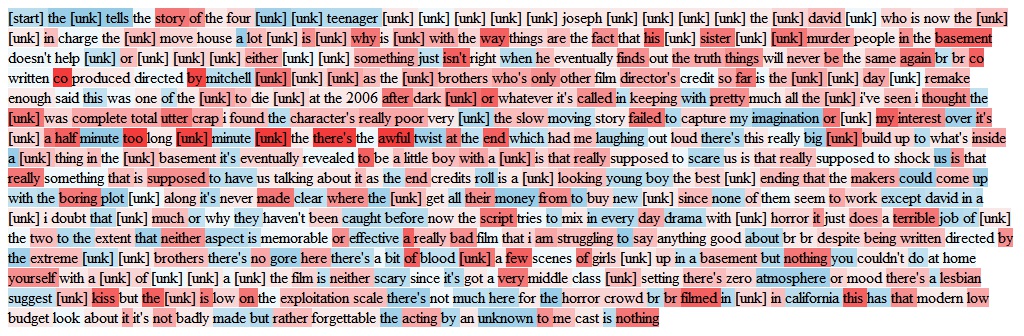 [start] the [unk] tells the story of the four [unk] [unk] teenager [unk] [unk] [unk] [unk] [unk] joseph [unk] [unk] [unk] [unk] the [unk] david [unk] who is now the [unk]
[unk] in charge the [unk] move house a lot [unk] is [unk] why is [unk] with the way things are the fact that his [unk] sister [unk] [unk] murder people in the basement
doesn't help [unk] or [unk] [unk] [unk] either [unk] [unk] something just isn't right when he eventually finds out the truth things will never be the same again br br co
written co produced directed by mitchell [unk] [unk] [unk] as the [unk] brothers who's only other film director's credit so far is the [unk] [unk] day [unk] remake
enough said this was one of the [unk] to die [unk] at the 2006 after dark [unk] or whatever it's called in keeping with pretty much all the [unk] i've seen i thought the
[unk] was complete total utter crap i found the character's really poor very [unk] the slow moving story failed to capture my imagination or [unk] my interest over it's
[unk] a half minute too long [unk] minute [unk] the there's the awful twist at the end which had me laughing out loud there's this really big [unk] build up to what's inside
a [unk] thing in the [unk] basement it's eventually revealed to be a little boy with a [unk] is that really supposed to scare us is that really supposed to shock us is that
really something that is supposed to have us talking about it as the end credits roll is a [unk] looking young boy the best [unk] ending that the makers could come up
with the boring plot [unk] along it's never made clear where the [unk] get all their money from to buy new [unk] since none of them seem to work except david in a
[unk] i doubt that [unk] much or why they haven't been caught before now the script tries to mix in every day drama with [unk] horror it just does a terrible job of [unk]
the two to the extent that neither aspect is memorable or effective a really bad film that i am struggling to say anything good about br br despite being written directed by
the extreme [unk] [unk] brothers there's no gore here there's a bit of blood [unk] a few scenes of girls [unk] up in a basement but nothing you couldn't do at home
yourself with a [unk] of [unk] [unk] a [unk] the film is neither scary since it's got a very middle class [unk] setting there's zero atmosphere or mood there's a lesbian
suggest [unk] kiss but the [unk] is low on the exploitation scale there's not much here for the horror crowd br br filmed in [unk] in california this has that modern low
budget look about it it's not badly made but rather forgettable the acting by an unknown to me cast is nothing